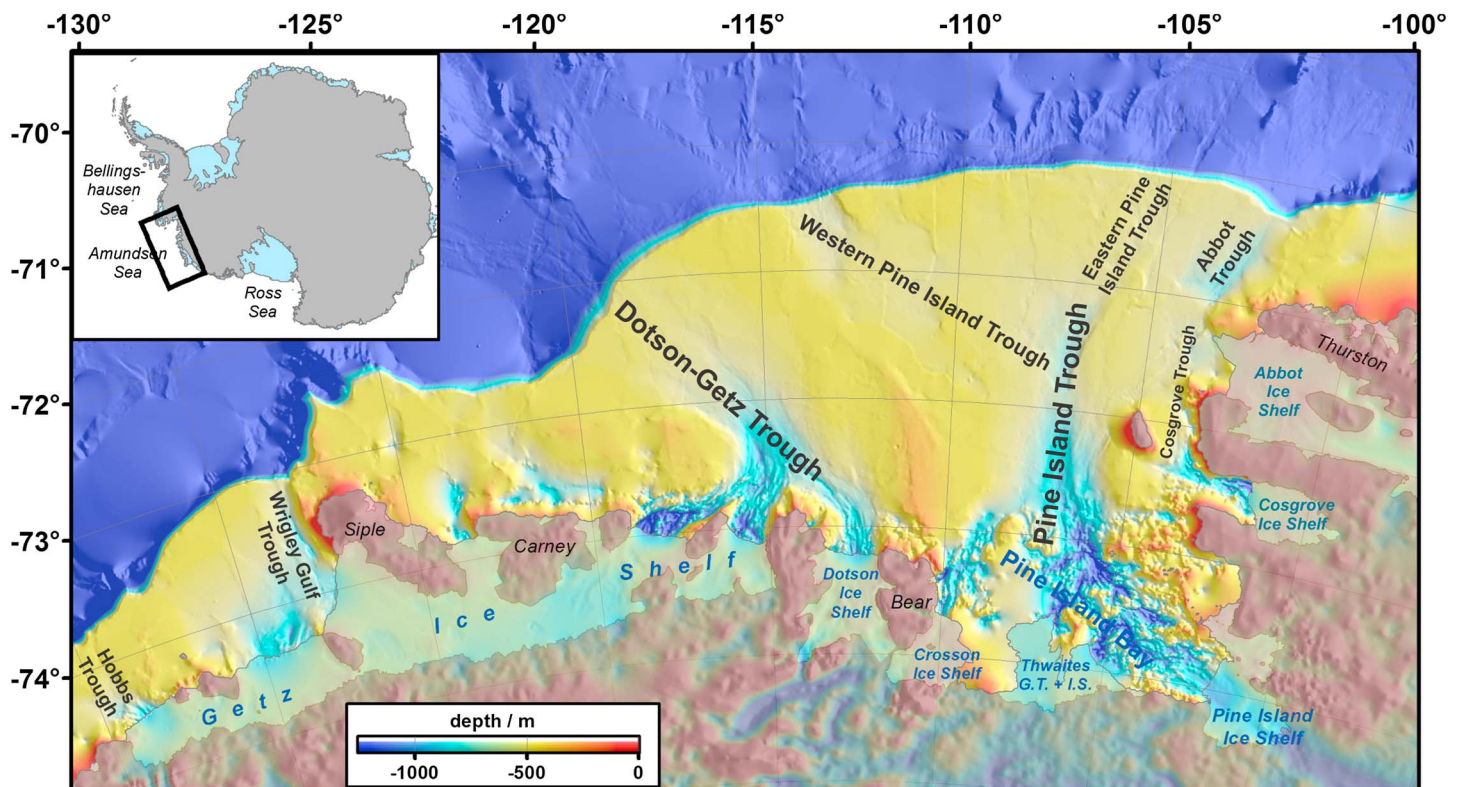 -130°
-125°
-120°
-115°
-110°
-105°
-100°
-70°
-71°
-72°
-73°
-74°
Bellings-
hausen
Sea
Amundsen
Sea
Ross
Sea
Western Pine Island Trough
Eastern Pine
Island Trough
Abbot
Trough
Dotson-Getz Trough
Pine Island Trough
Cosgrove Trough
Thurston
Abbot
Ice
Shelf
Cosgrove
Ice Shelf
Wrigley Gulf
Trough
Siple
Carney
Hobbs
Trough
Getz
Ice
Shelf
Dotson
Ice
Shelf
Bear
Crosson
Ice Shelf
Pine Island Bay
Thwaites
G.T. + I.S.
Pine Island
Ice Shelf
depth / m
-1000
-500
0